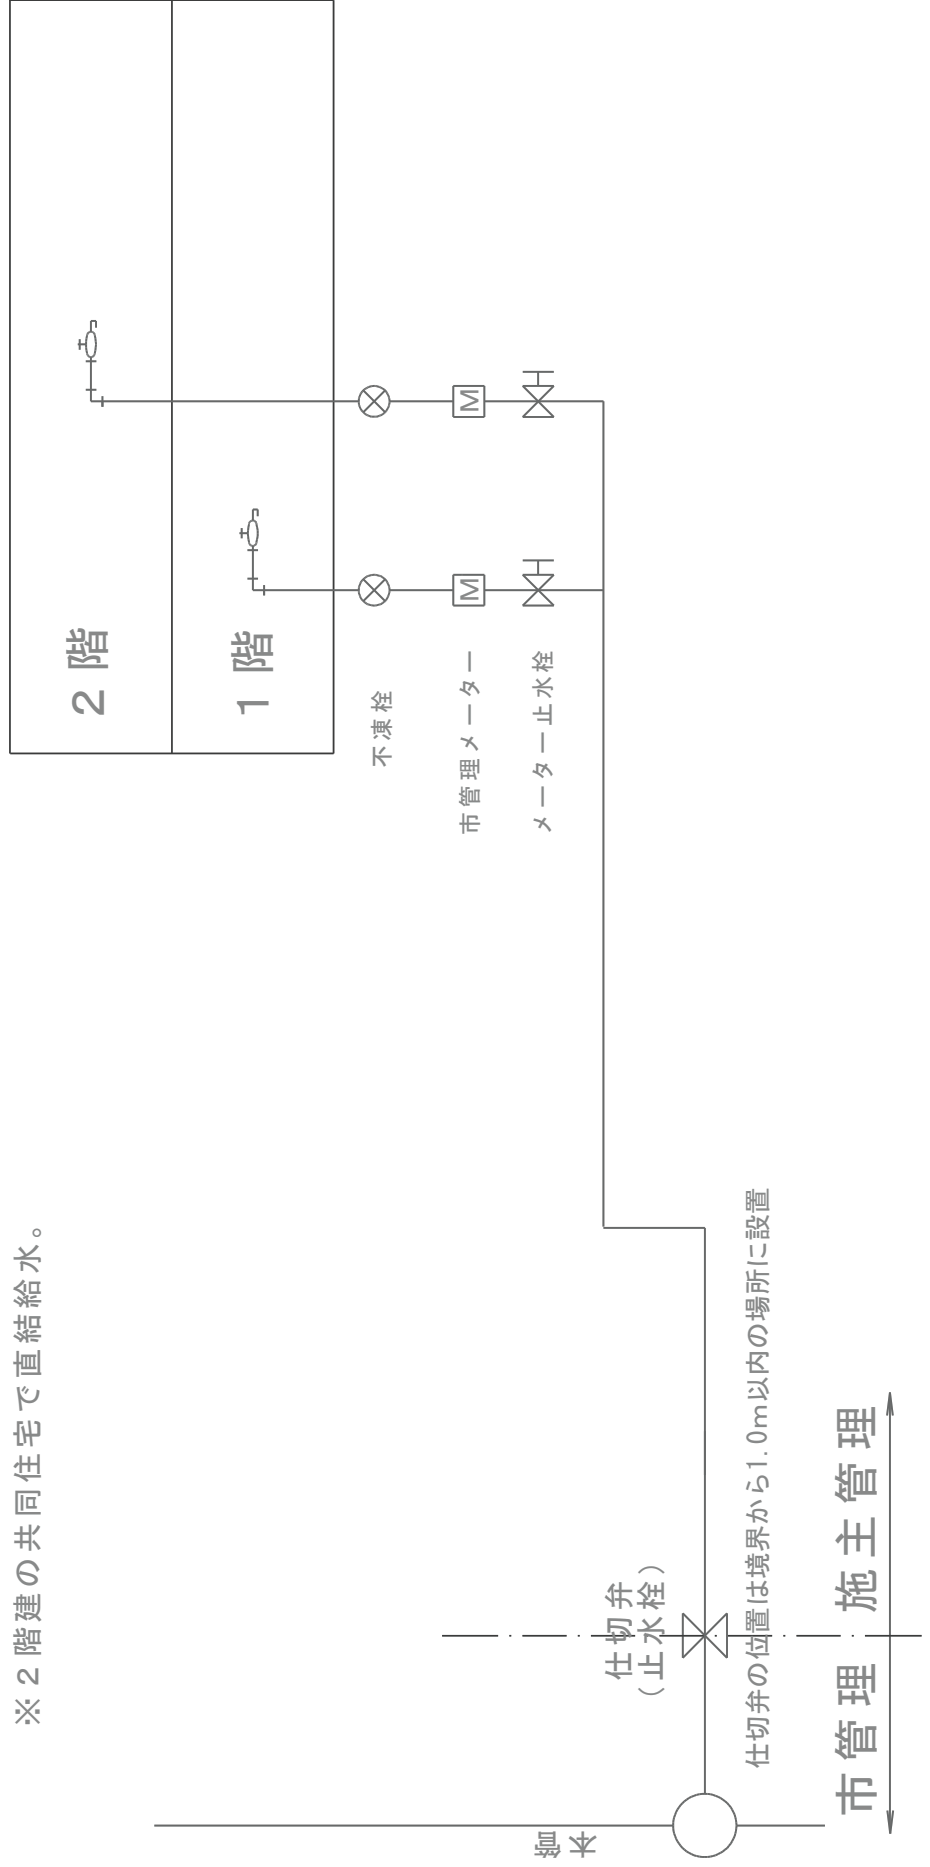 ※２階建の共同住宅で直結給水。
２階
１階
不凍栓
市管理メーター
メーター止水栓
M
M
仕切弁
（止水栓）
仕切弁の位置は境界から1.0m以内の場所に設置
本管
市管理 施主管理